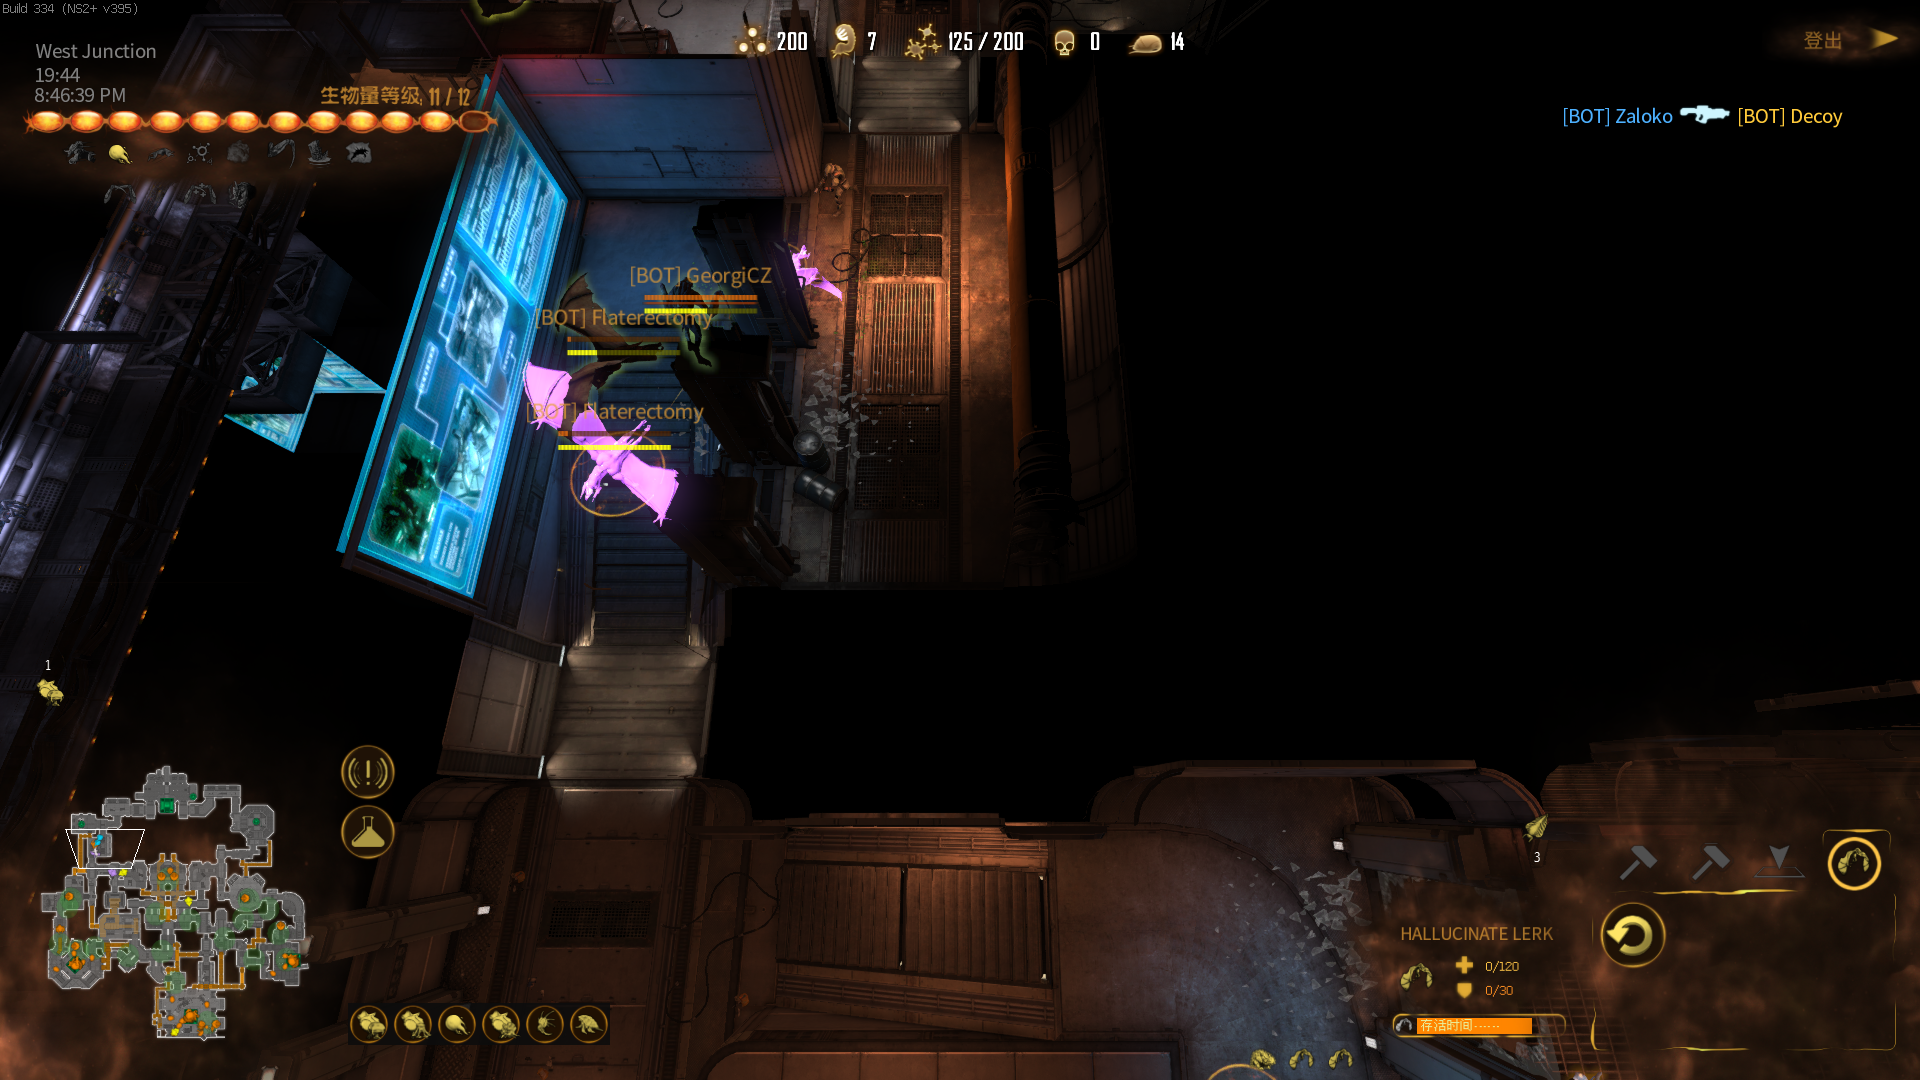 Build 334 (NS2+ v395)
200 7 125 / 200 0 14
登出
West Junction
19:44
8:46:39 PM
生物量等级: 11 / 12
[BOT] Zaloko [BOT] Decoy
[BOT] GeorgiCZ
[BOT] Flaterectomy
[BOT] Flaterectomy
1
3
HALLUCINATE LERK
0/120
0/30
存活时间------